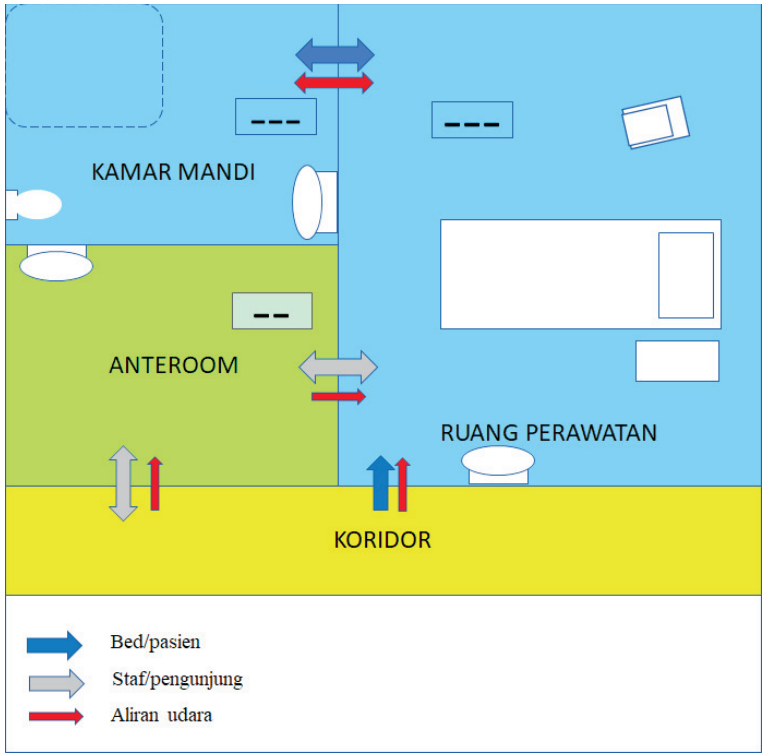 --- ---
KAMAR MANDI
--
ANTEROOM
RUANG PERAWATAN
KORIDOR
Bed/pasien
Staf/pengunjung
Aliran udara